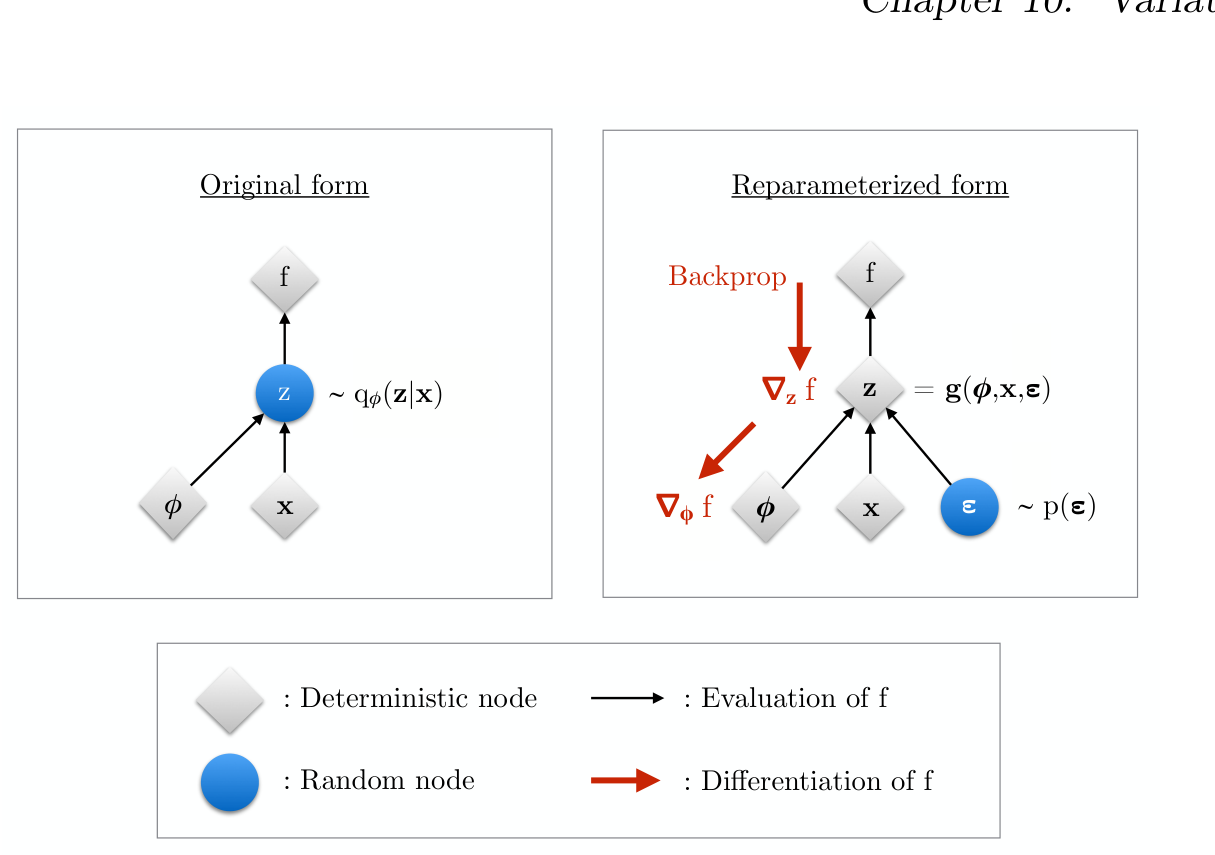 Chapter 10. Variat
Original form
f
z ~ qϕ(z|x)
ϕ x
Reparameterized form
Backprop f
∇z f z = g(ϕ,x,ε)
∇ϕ f ϕ x ε ~ p(ε)
: Deterministic node : Evaluation of f
: Random node : Differentiation of f